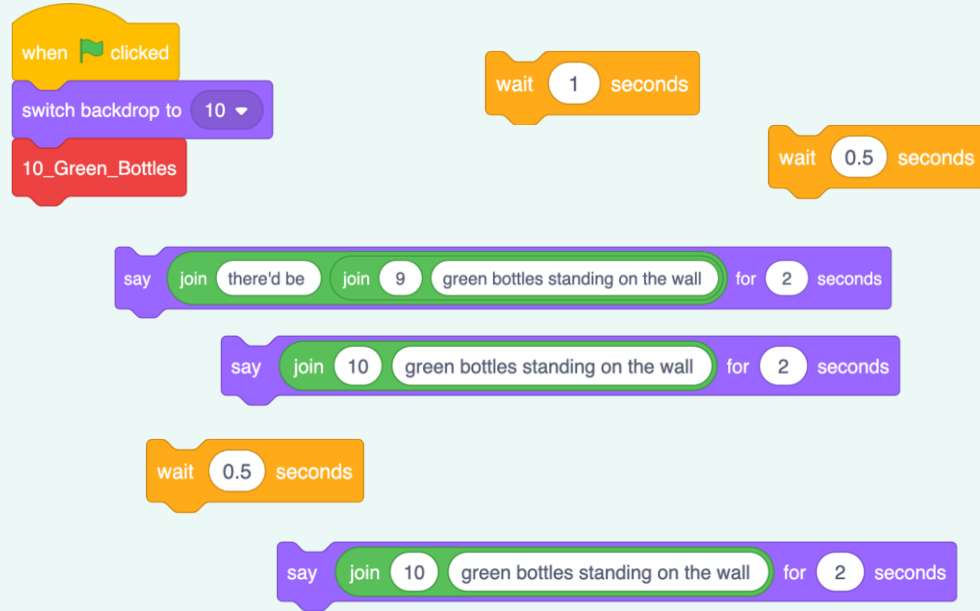 when clicked
switch backdrop to 10
10_Green_Bottles
wait 1 seconds
wait 0.5 seconds
say join there'd be join 9 green bottles standing on the wall for 2 seconds
say join 10 green bottles standing on the wall for 2 seconds
wait 0.5 seconds
say join 10 green bottles standing on the wall for 2 seconds